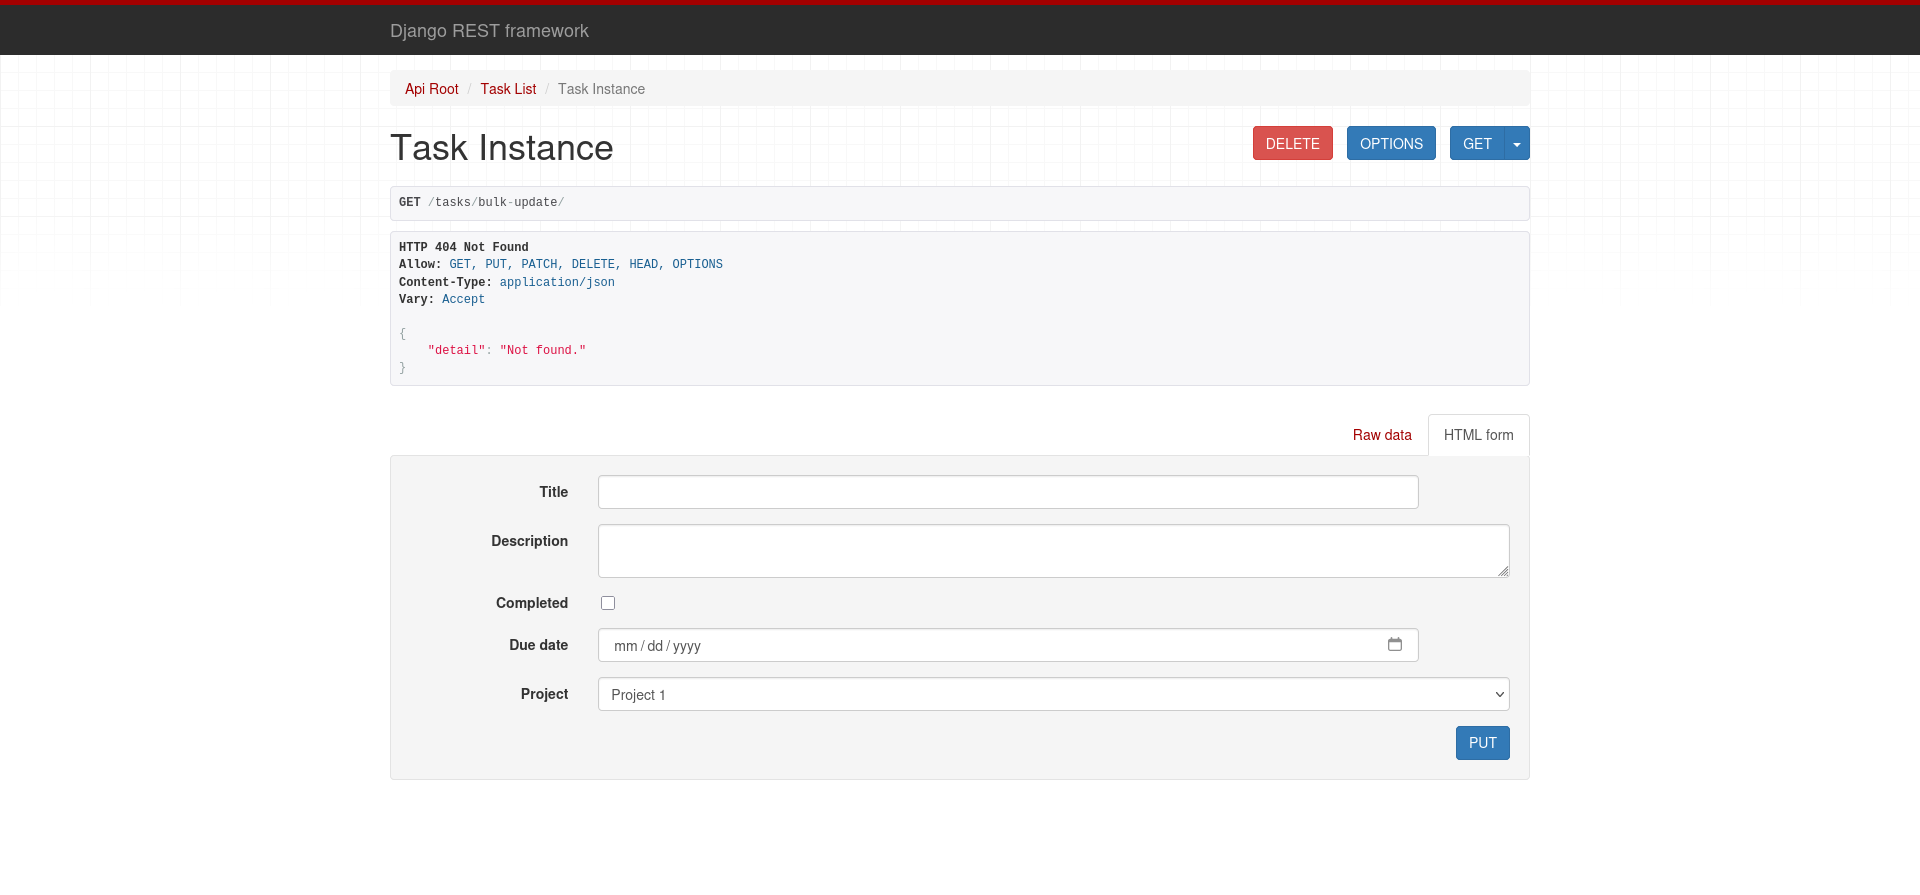 Django REST framework
Api Root / Task List / Task Instance
Task Instance
DELETE
OPTIONS
GET
GET /tasks/bulk-update/
HTTP 404 Not Found
Allow: GET, PUT, PATCH, DELETE, HEAD, OPTIONS
Content-Type: application/json
Vary: Accept
{
    "detail": "Not found."
}
Raw data
HTML form
Title
Description
Completed
Due date
mm/dd/yyyy
Project
Project 1
PUT